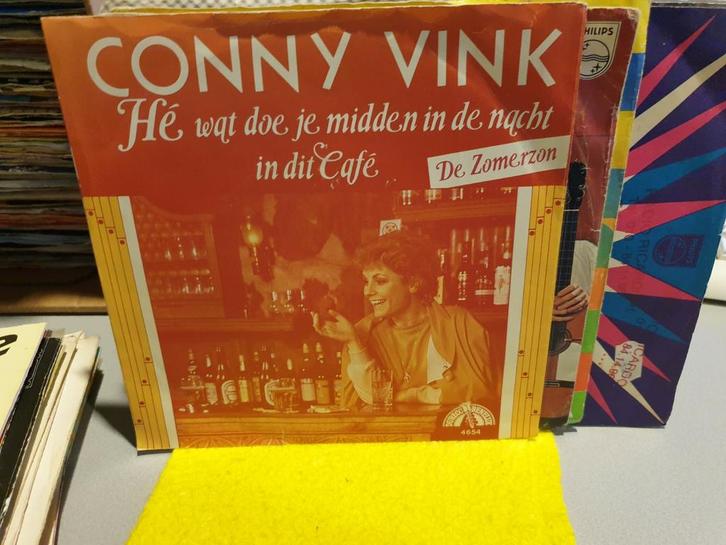 CONNY VINK
Hé wat doe je midden in de nacht
in dit Café
De Zomerzon
4654
PHILIPS